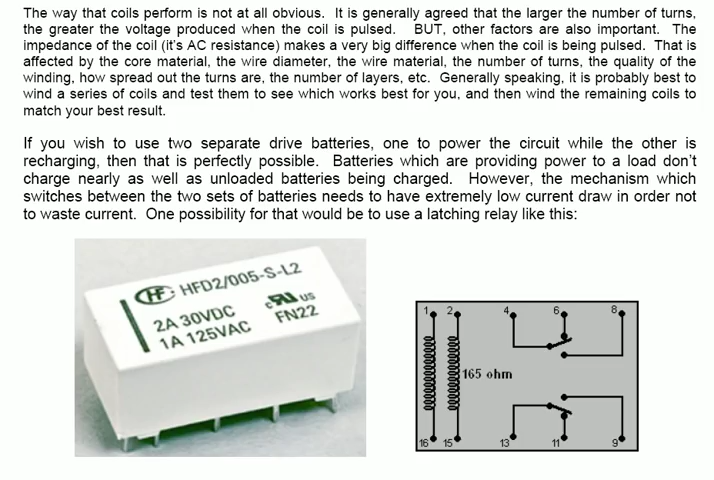 The way that coils perform is not at all obvious. It is generally agreed that the larger the number of turns,
the greater the voltage produced when the coil is pulsed. BUT, other factors are also important. The
impedance of the coil (it's AC resistance) makes a very big difference when the coil is being pulsed. That is
affected by the core material, the wire diameter, the wire material, the number of turns, the quality of the
winding, how spread out the turns are, the number of layers, etc. Generally speaking, it is probably best to
wind a series of coils and test them to see which works best for you, and then wind the remaining coils to
match your best result.
If you wish to use two separate drive batteries, one to power the circuit while the other is
recharging, then that is perfectly possible. Batteries which are providing power to a load don't
charge nearly as well as unloaded batteries being charged. However, the mechanism which
switches between the two sets of batteries needs to have extremely low current draw in order not
to waste current. One possibility for that would be to use a latching relay like this:
HF HFD2/005-S-L2
2A 30VDC c RU US
1A 125VAC FN22
1 2 4 6 8
165 ohm
16 15 13 11 9